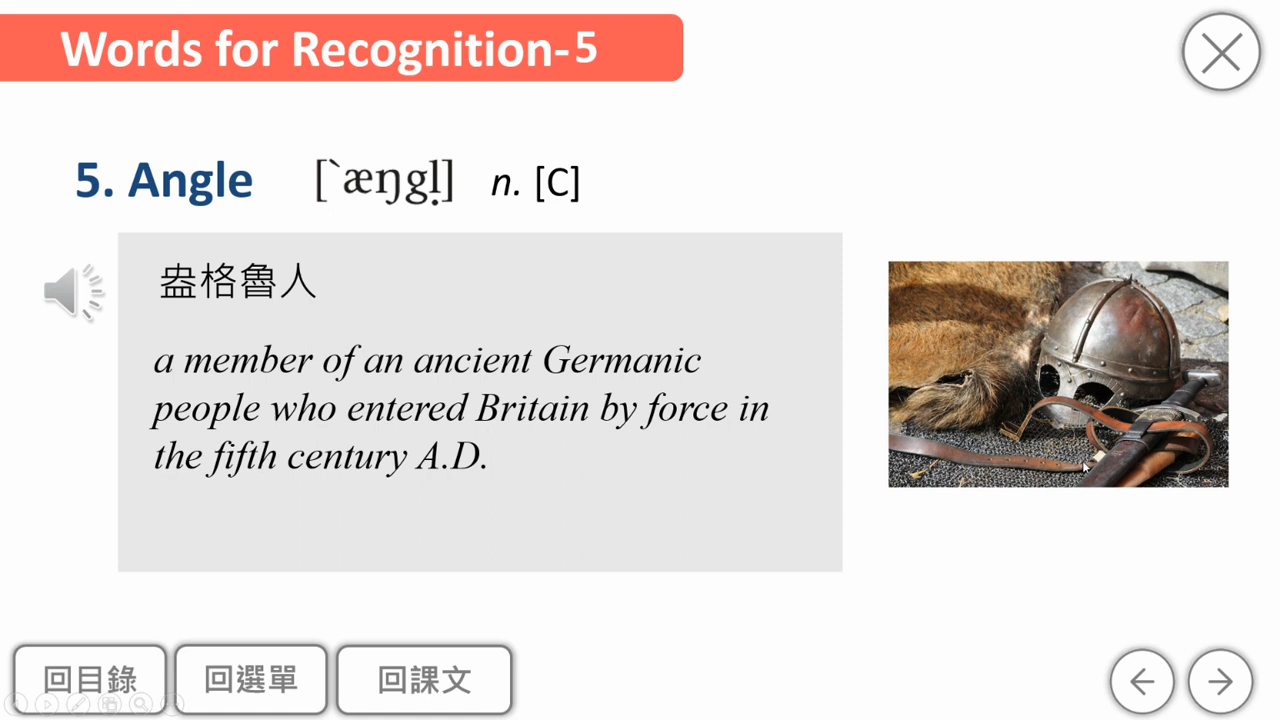 Words for Recognition-5
5. Angle [ˋæŋgl̩] n. [C]
盎格魯人
a member of an ancient Germanic
people who entered Britain by force in
the fifth century A.D.
回目錄 回選單 回課文